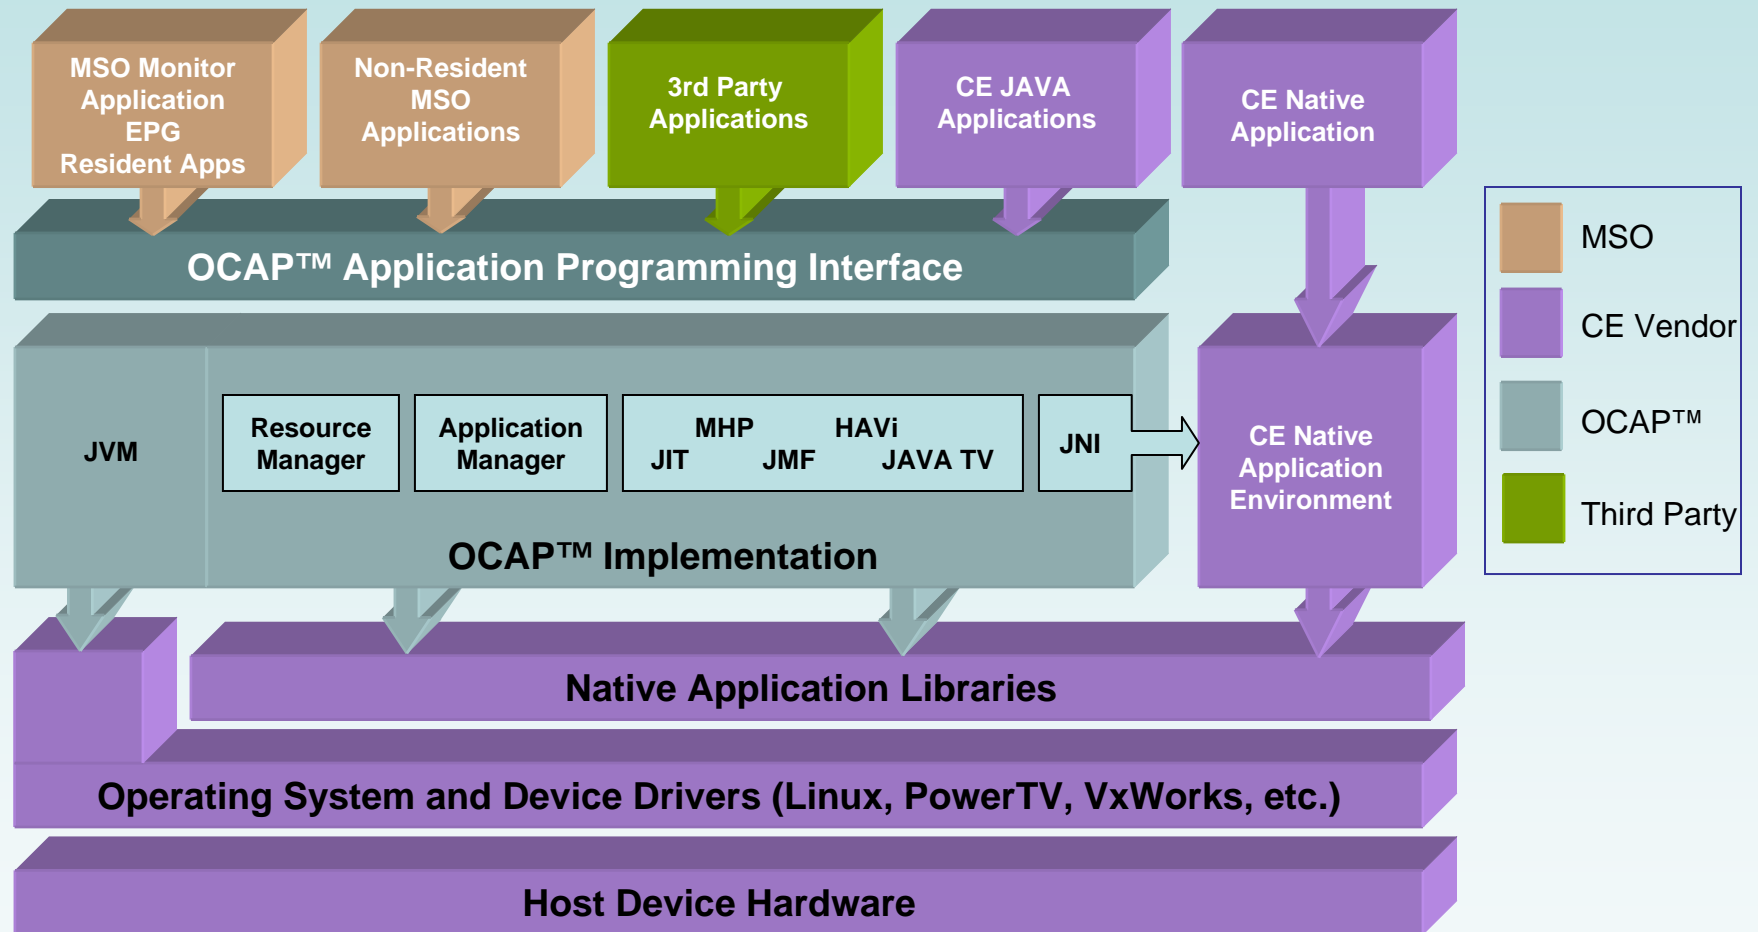 MSO Monitor
Application
EPG
Resident Apps
Non-Resident
MSO
Applications
3rd Party
Applications
CE JAVA
Applications
CE Native
Application
OCAP™ Application Programming Interface
JVM
Resource
Manager
Application
Manager
MHP HAVi
JIT JMF JAVA TV
JNI
OCAP™ Implementation
CE Native
Application
Environment
Native Application Libraries
Operating System and Device Drivers (Linux, PowerTV, VxWorks, etc.)
Host Device Hardware
MSO
CE Vendor
OCAP™
Third Party